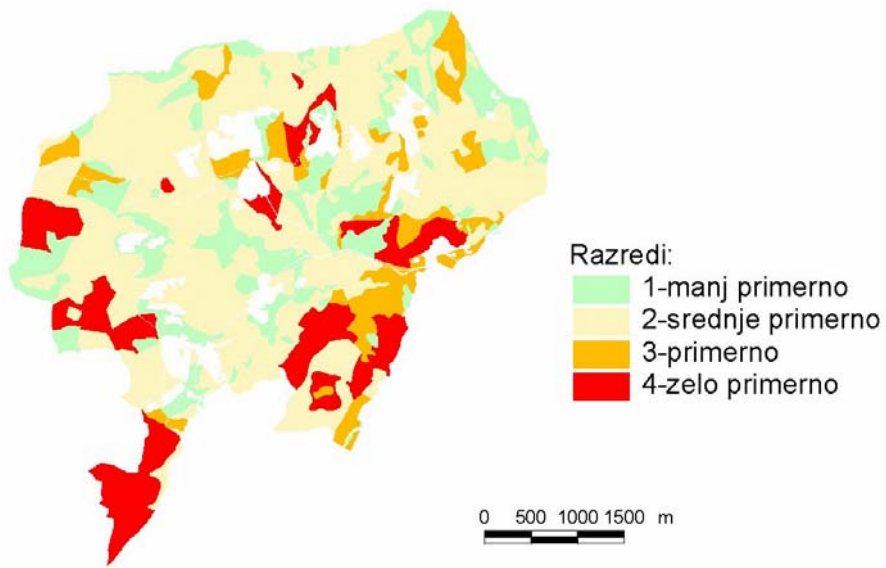 Razredi:
1-manj primerno
2-srednje primerno
3-primerno
4-zelo primerno
0 500 1000 1500 m